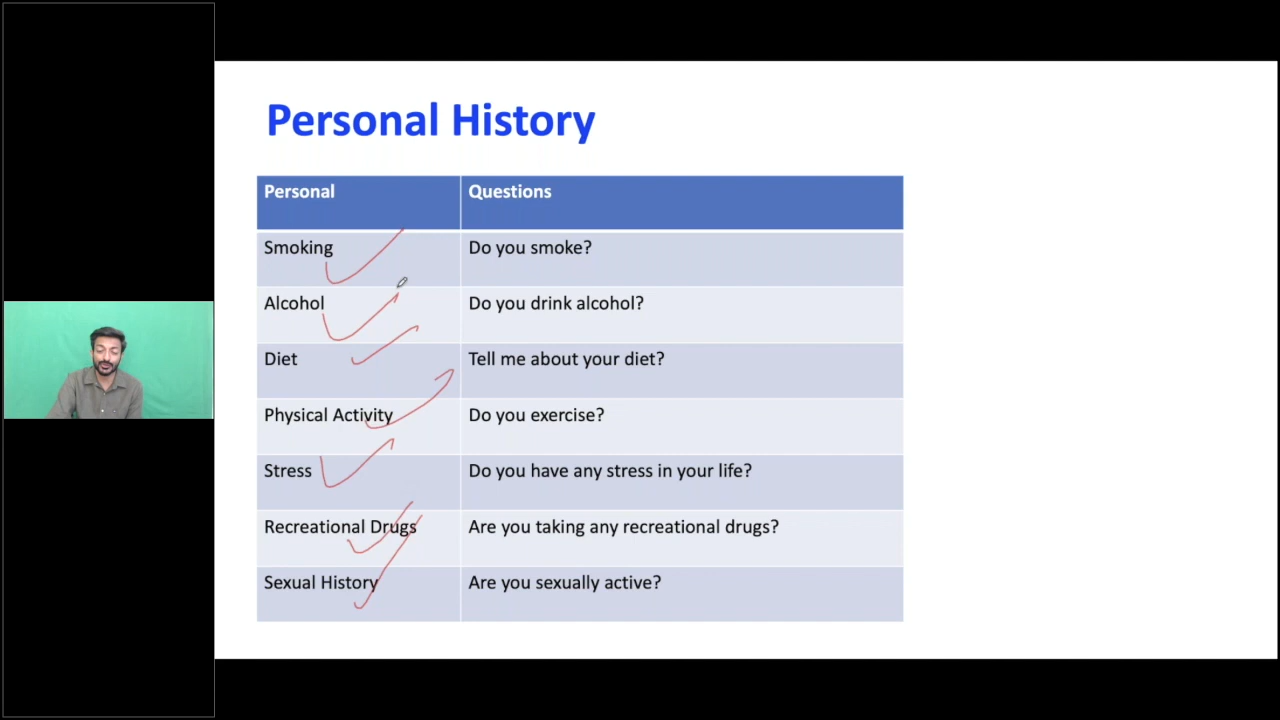 Personal History
Personal Questions
Smoking Do you smoke?
Alcohol Do you drink alcohol?
Diet Tell me about your diet?
Physical Activity Do you exercise?
Stress Do you have any stress in your life?
Recreational Drugs Are you taking any recreational drugs?
Sexual History Are you sexually active?